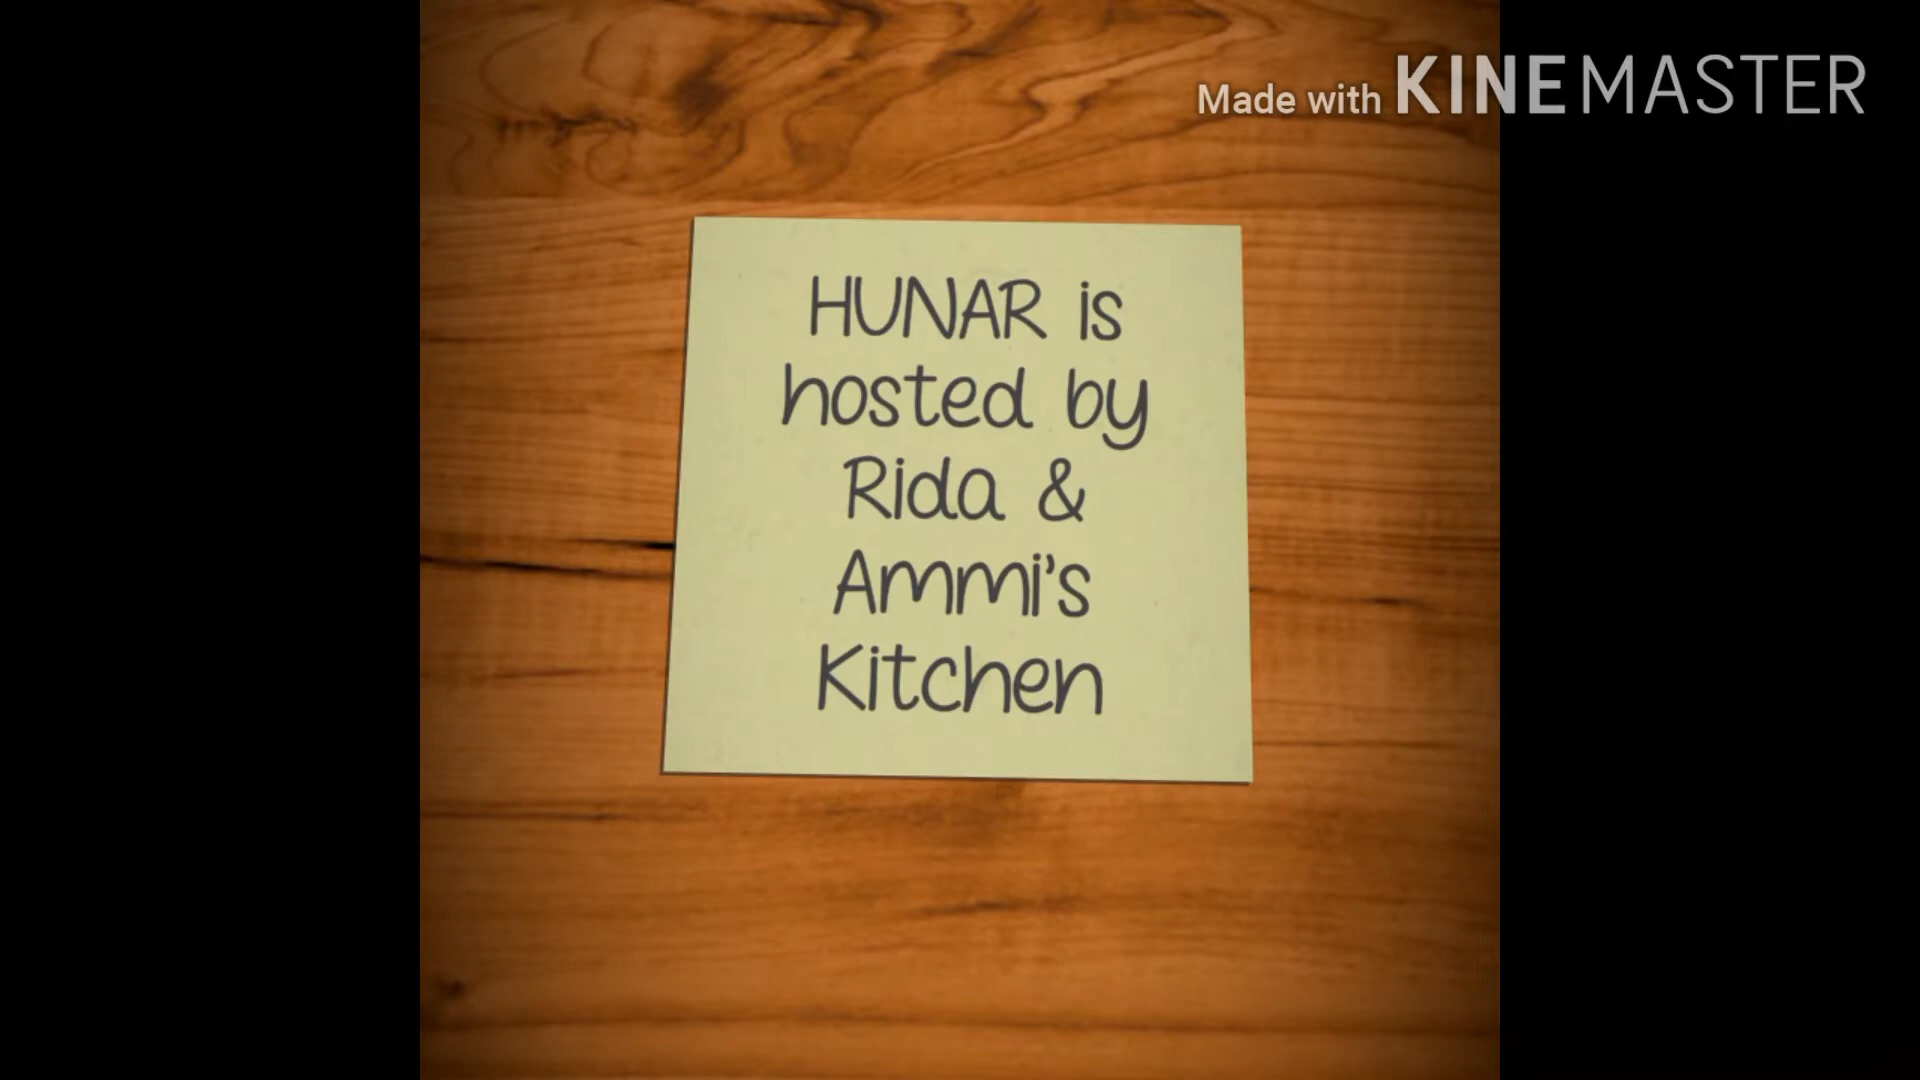 Made with KINEMASTER
HUNAR is
hosted by
Rida &
Ammi's
Kitchen